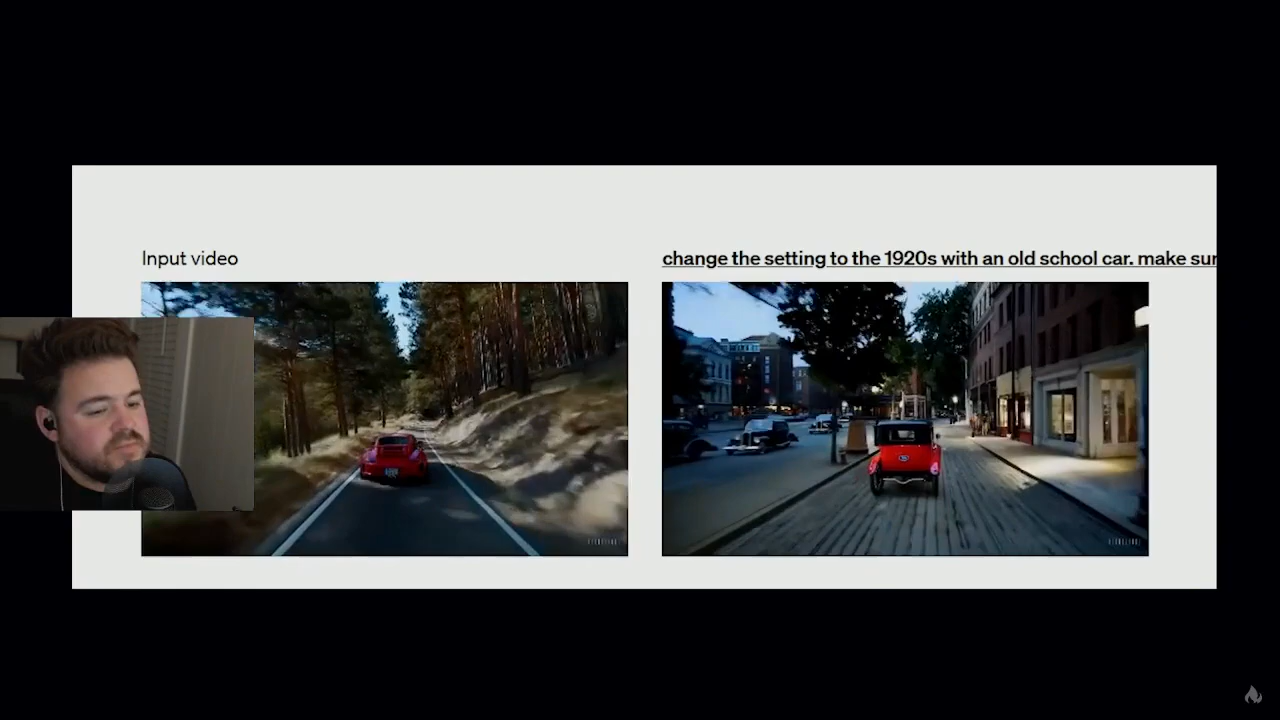 Input video
change the setting to the 1920s with an old school car. make sur